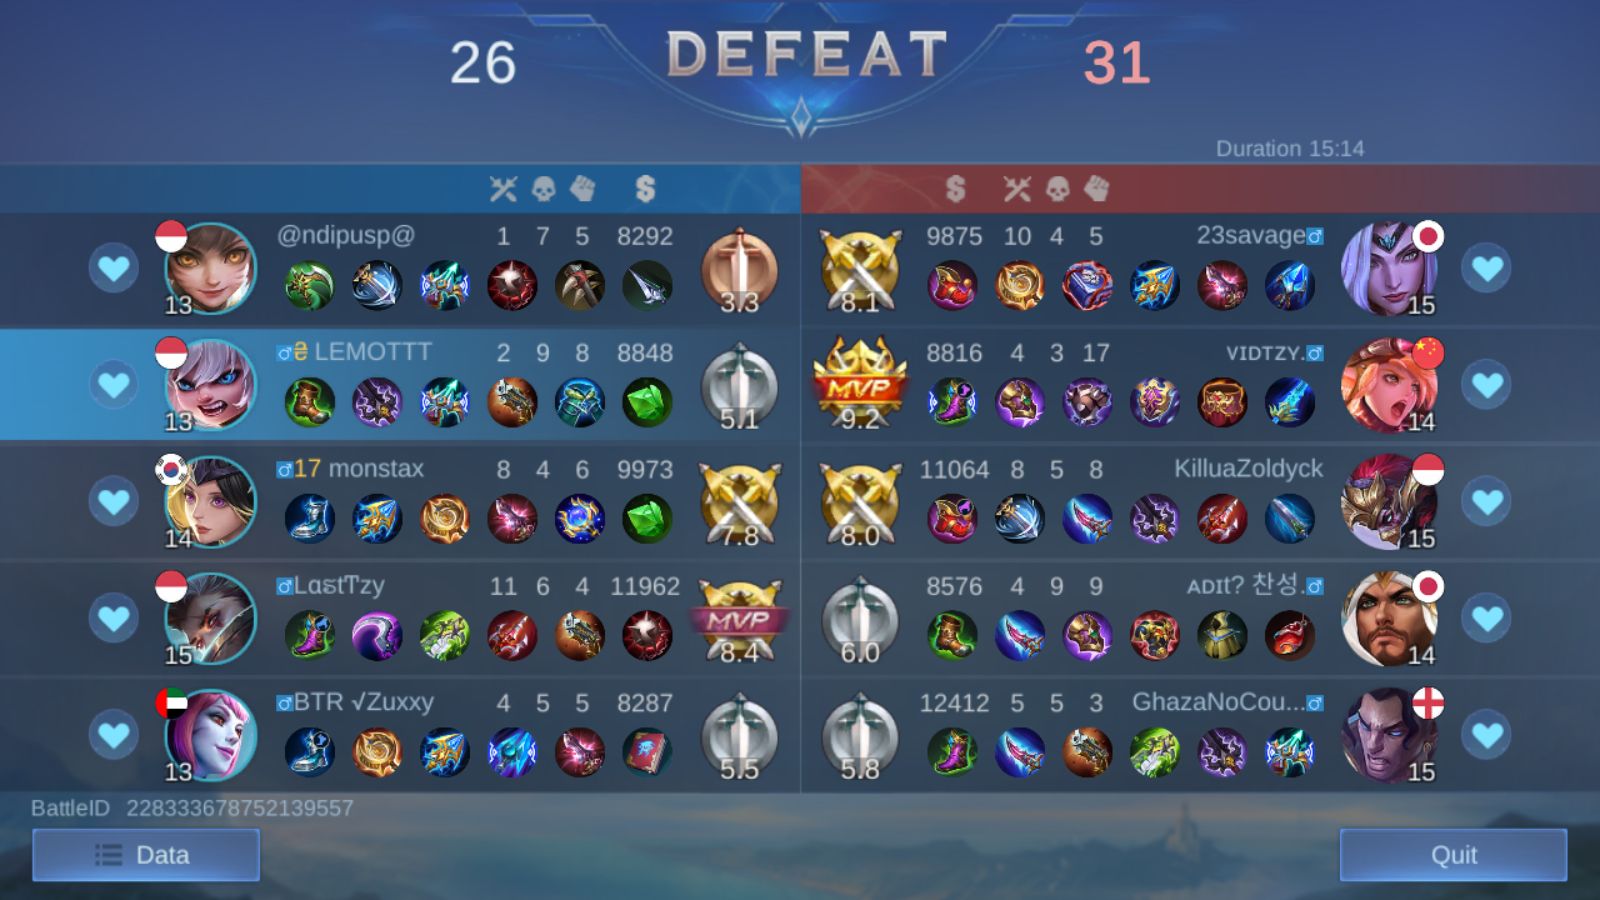 26 DEFEAT 31
Duration 15:14
@ndipusp@ 1 7 5 8292
13 3.3
9875 10 4 5 23savage
8.1 15
₴ LEMOTTT 2 9 8 8848
13 5.1
MVP
8816 4 3 17 ᴠɪᴅᴛᴢʏ.
9.2 14
17 monstax 8 4 6 9973
14 7.8
11064 8 5 8 KilluaZoldyck
8.0 15
LɑsƭƬzy 11 6 4 11962
MVP
15 8.4
8576 4 9 9 ᴀᴅɪt? 찬성.
6.0 14
BTR √Zuxxy 4 5 5 8287
13 5.5
12412 5 5 3 GhazaNoCou...
5.8 15
BattleID 228333678752139557
Data
Quit